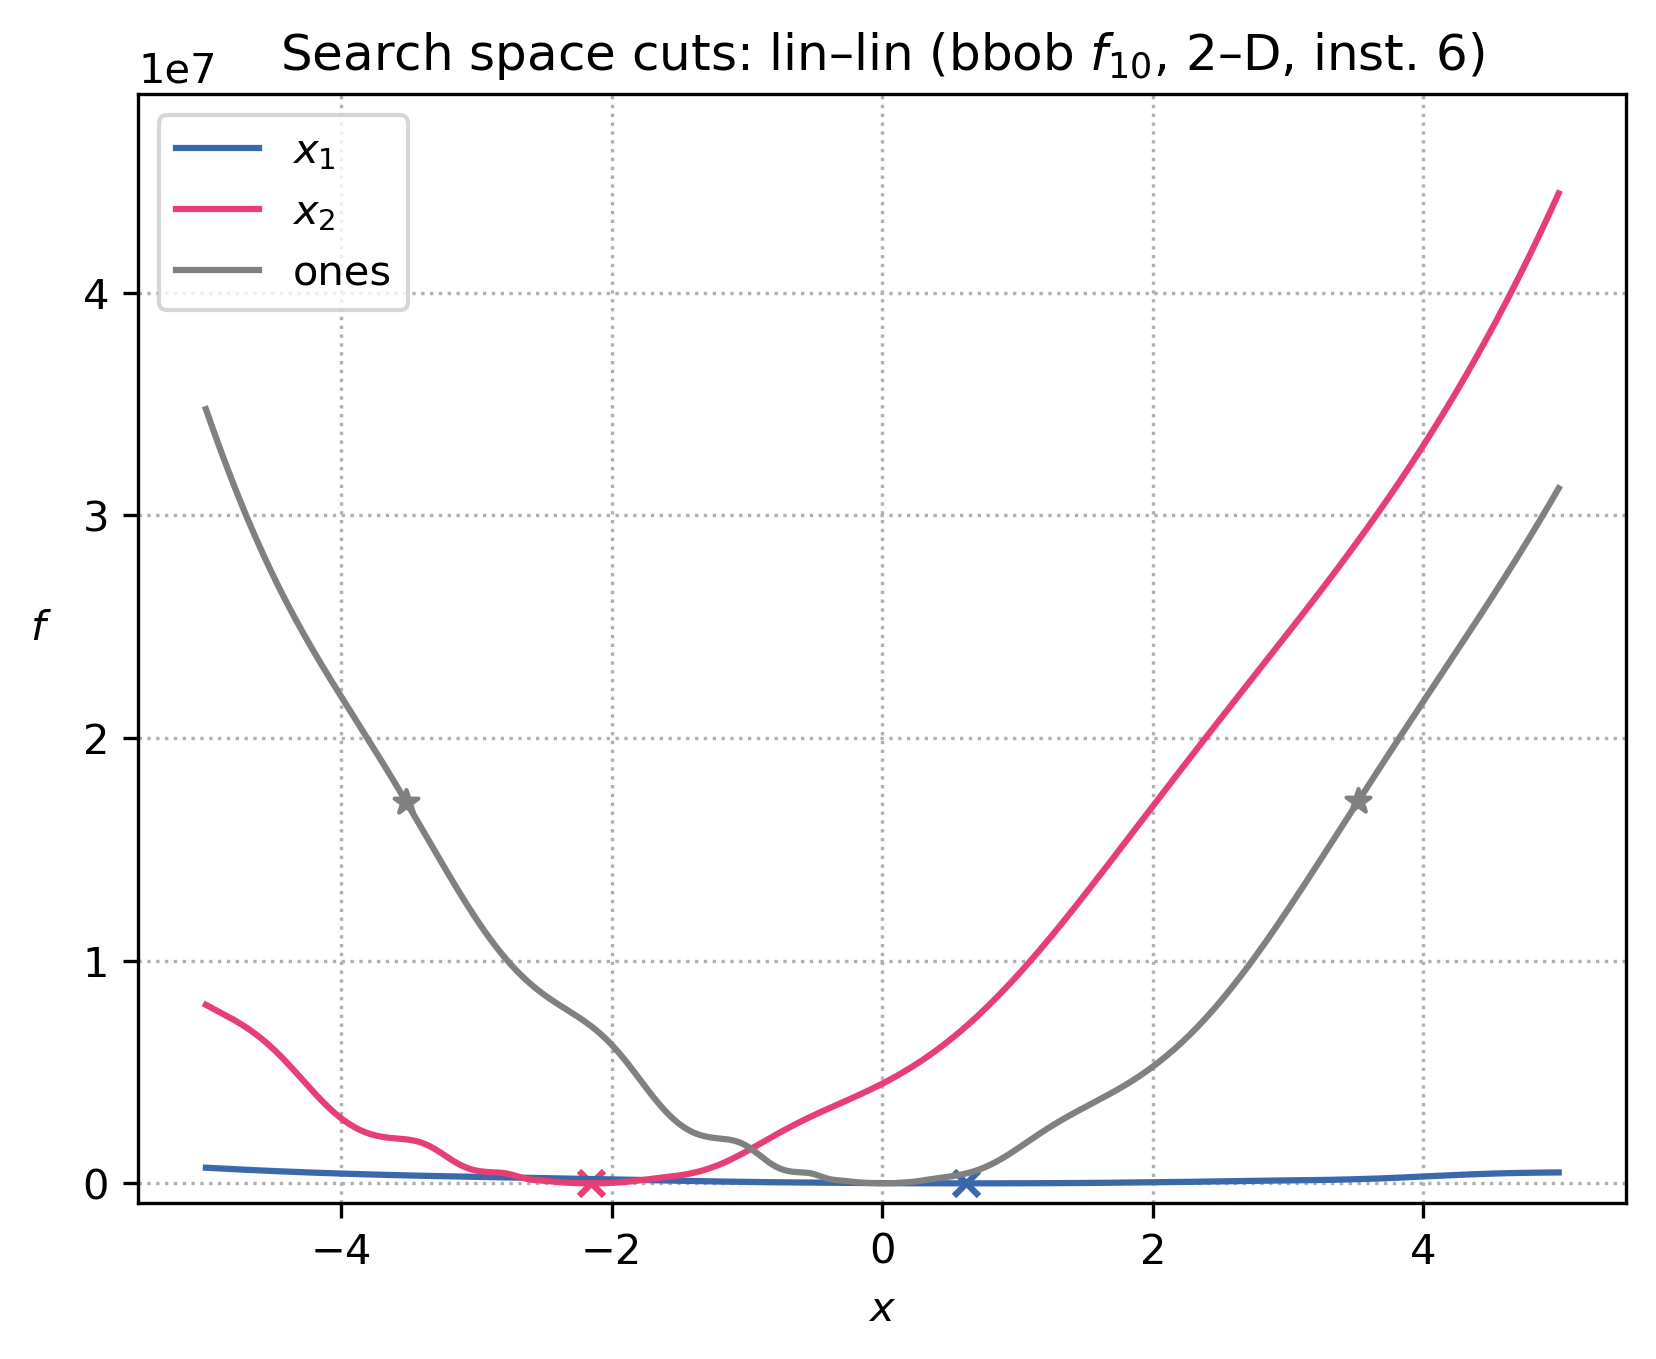 Search space cuts: lin–lin (bbob f10, 2–D, inst. 6)
1e7
x1
x2
ones
4
3
2
1
0
f
−4 −2 0 2 4
x